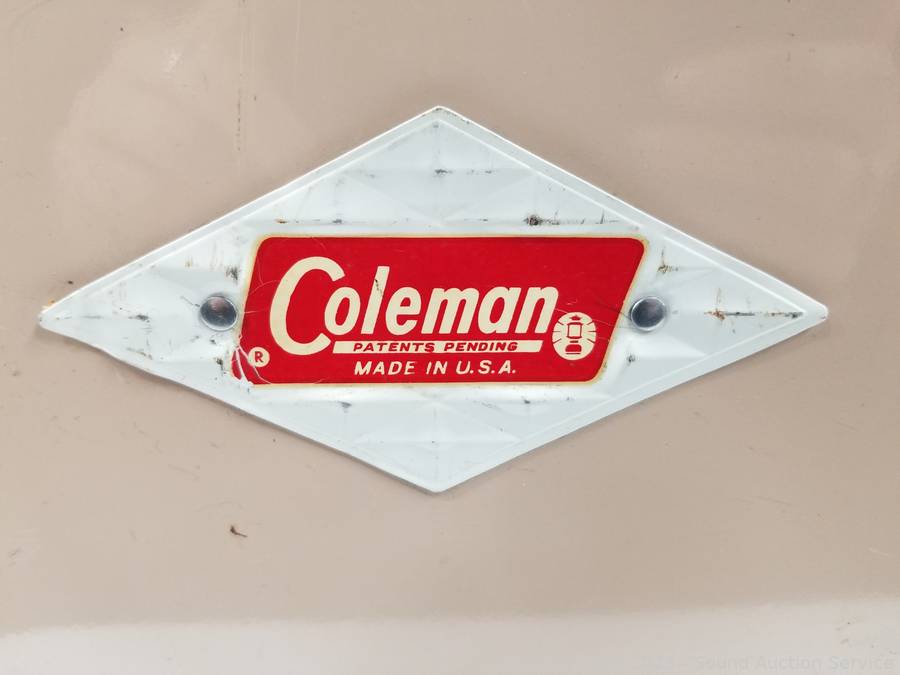 Coleman
PATENTS PENDING
®
MADE IN U.S.A.
Sound Auction Service